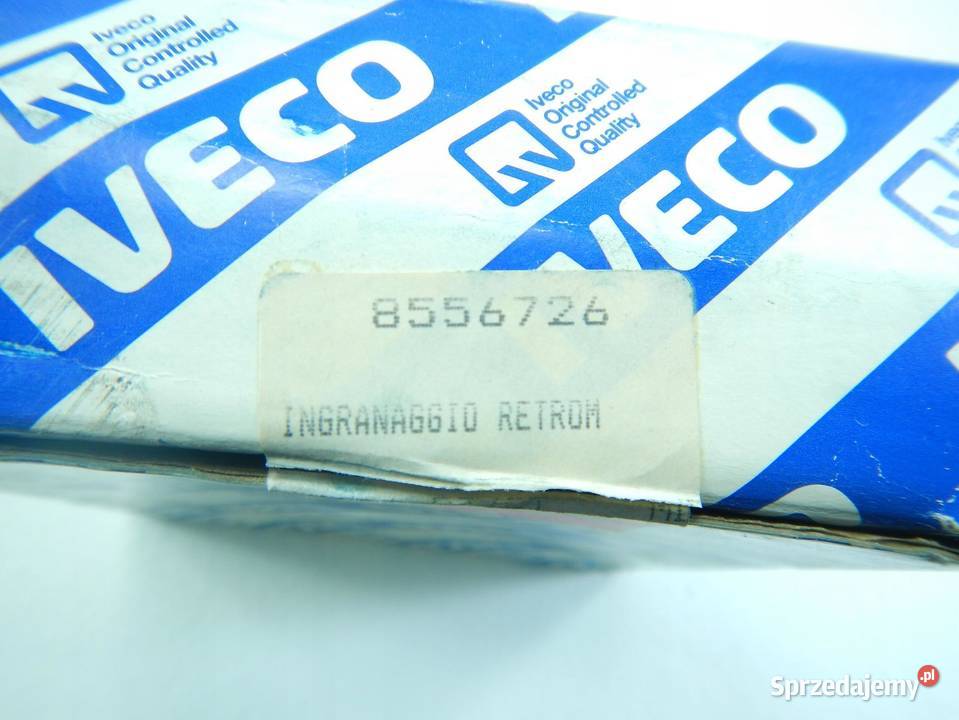 Iveco
Original
Controlled
Quality
IVECO
Iveco
Original
Controlled
Quality
IVECO
8556726
INGRANAGGIO RETROM
Sprzedajemy.pl